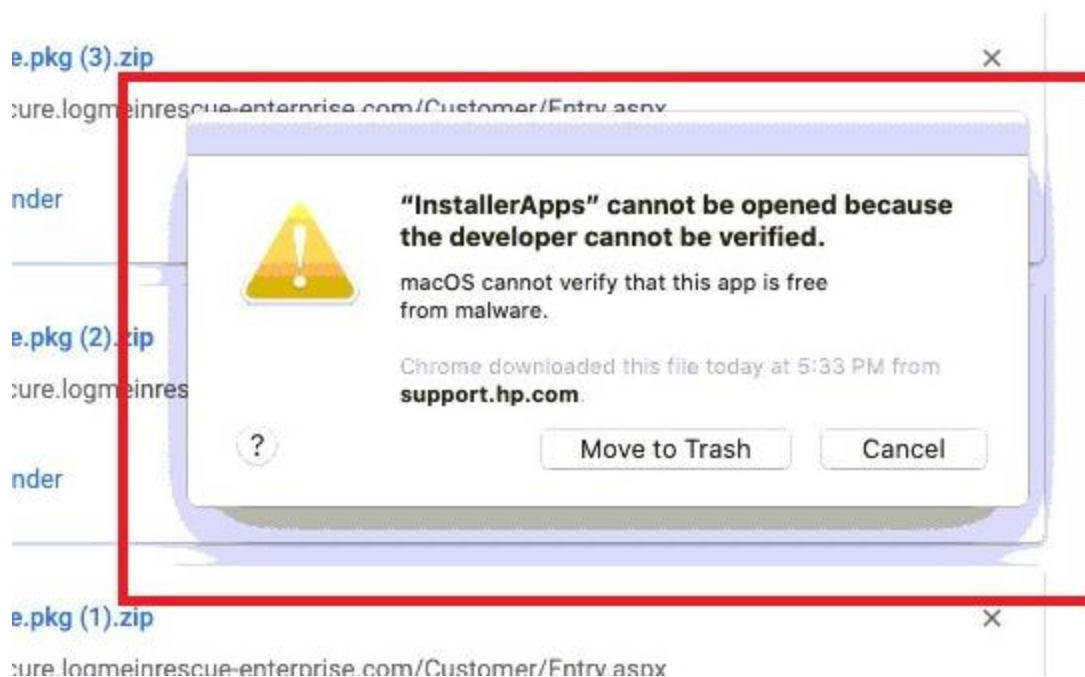 e.pkg (3).zip
cure.logmeinrescue-enterprise.com/Customer/Entry.aspx
nder
"InstallerApps" cannot be opened because
the developer cannot be verified.
macOS cannot verify that this app is free
from malware.
Chrome downloaded this file today at 5:33 PM from
support.hp.com.
? Move to Trash Cancel
e.pkg (2).zip
cure.logmeinres
nder
e.pkg (1).zip
cure.logmeinrescue-enterprise.com/Customer/Entry.aspx